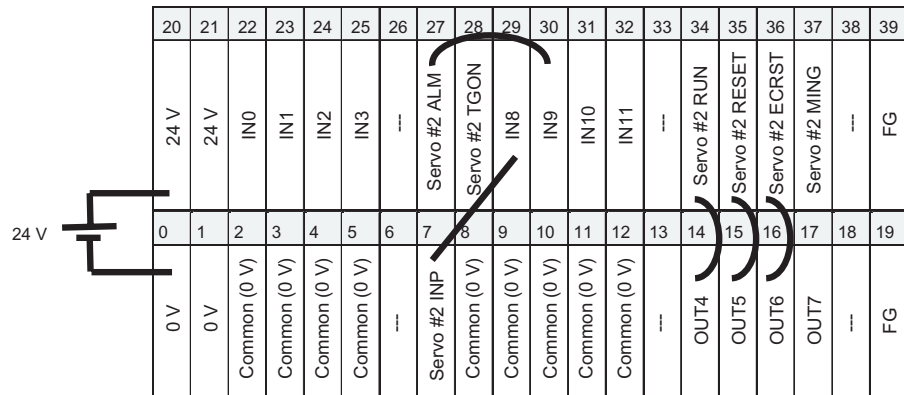 20 21 22 23 24 25 26 27 28 29 30 31 32 33 34 35 36 37 38 39
24 V 24 V IN0 IN1 IN2 IN3 --- Servo #2 ALM Servo #2 TGON IN8 IN9 IN10 IN11 --- Servo #2 RUN Servo #2 RESET Servo #2 ECRST Servo #2 MING --- FG
24 V
0 1 2 3 4 5 6 7 8 9 10 11 12 13 14 15 16 17 18 19
0 V 0 V Common (0 V) Common (0 V) Common (0 V) Common (0 V) --- Servo #2 INP Common (0 V) Common (0 V) Common (0 V) Common (0 V) Common (0 V) --- OUT4 OUT5 OUT6 OUT7 --- FG